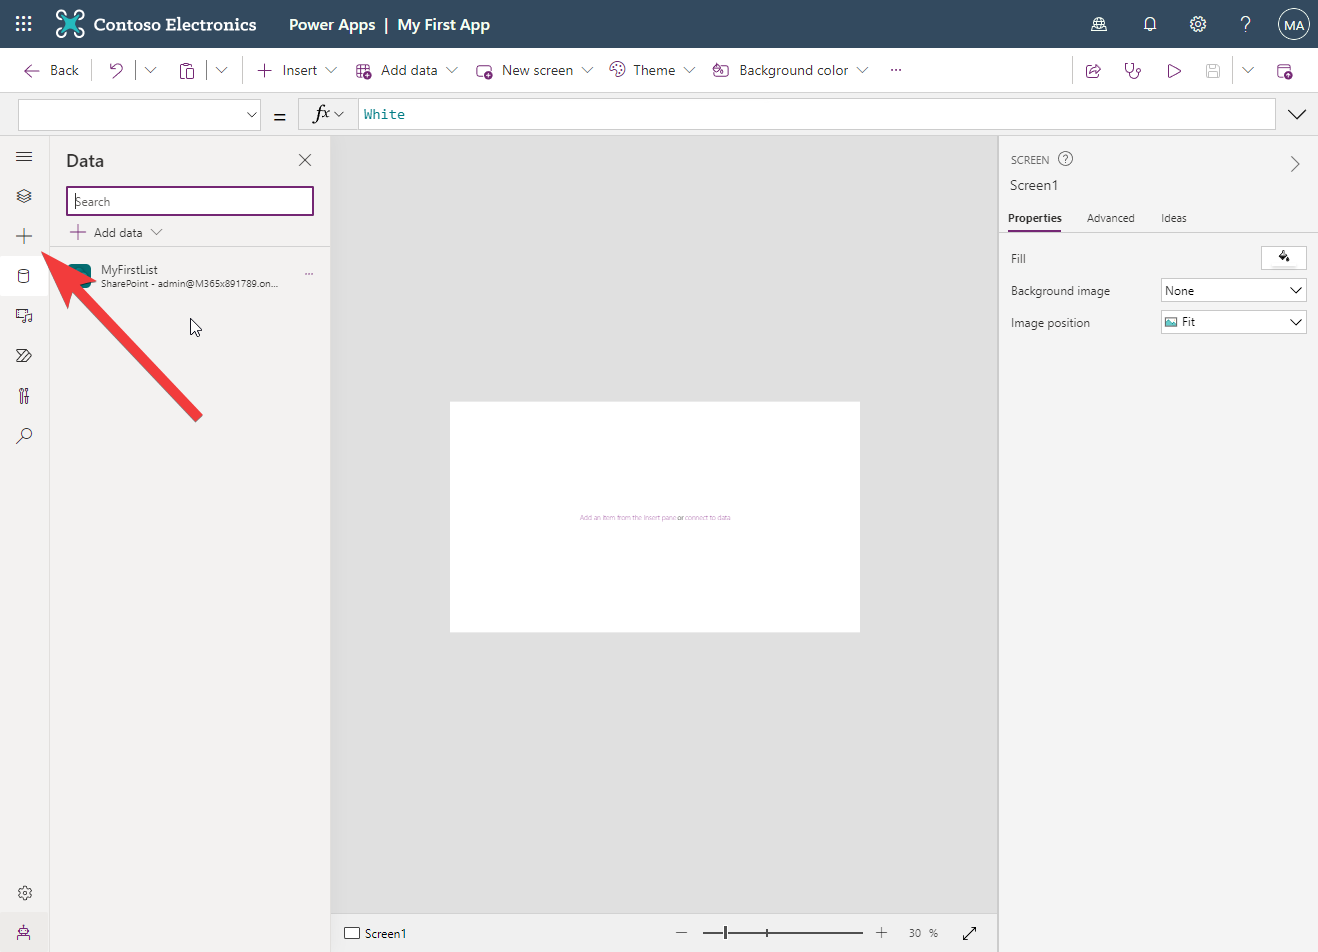 Contoso Electronics Power Apps | My First App MA
Back Insert Add data New screen Theme Background color ...
= fx White
Data
Search
Add data
MyFirstList ...
SharePoint - admin@M365x891789.on...
Add an item from the Insert pane or connect to data
SCREEN ?
Screen1
Properties Advanced Ideas
Fill
Background image None
Image position Fit
Screen1 30 %